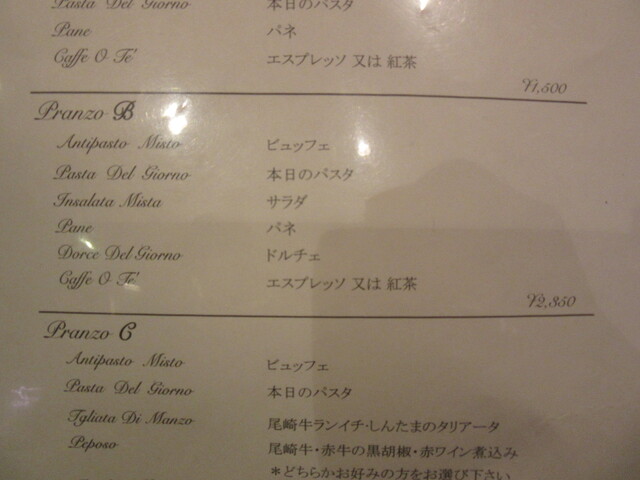 Pasta Del Giorno 本日のパスタ
Pane パネ
Caffe O Te' エスプレッソ 又は 紅茶
¥1,500
Pranzo B
Antipasto Misto ビュッフェ
Pasta Del Giorno 本日のパスタ
Insalata Mista サラダ
Pane パネ
Dorce Del Giorno ドルチェ
Caffe O Te' エスプレッソ 又は 紅茶
¥2,350
Pranzo C
Antipasto Misto ビュッフェ
Pasta Del Giorno 本日のパスタ
Tgliata Di Manzo 尾崎牛ランイチ・しんたまのタリアータ
Peposo 尾崎牛・赤牛の黒胡椒・赤ワイン煮込み
＊どちらかお好みの方をお選び下さい